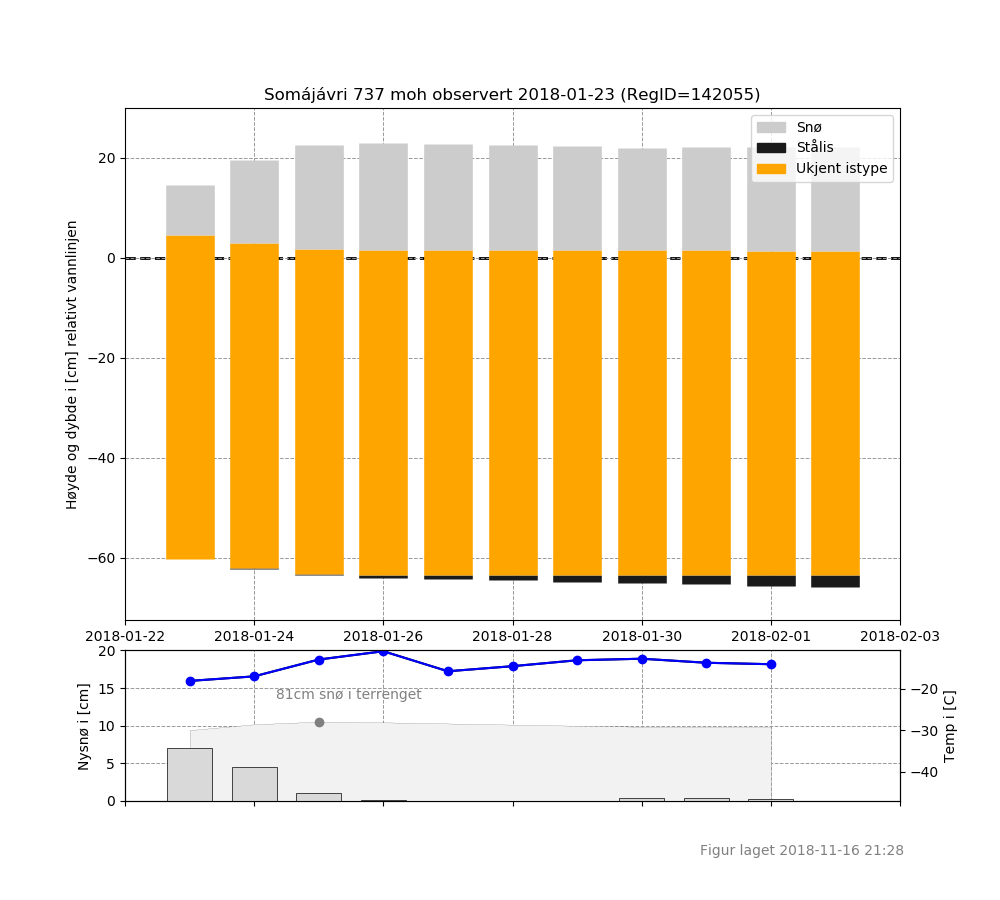 Somájávri 737 moh observert 2018-01-23 (RegID=142055)
Snø
Stålis
Ukjent istype
Høyde og dybde i [cm] relativt vannlinjen
20
0
−20
−40
−60
2018-01-22 2018-01-24 2018-01-26 2018-01-28 2018-01-30 2018-02-01 2018-02-03
Nysnø i [cm]
20
15
10
5
0
81cm snø i terrenget
−20
−30
−40
Temp i [C]
Figur laget 2018-11-16 21:28